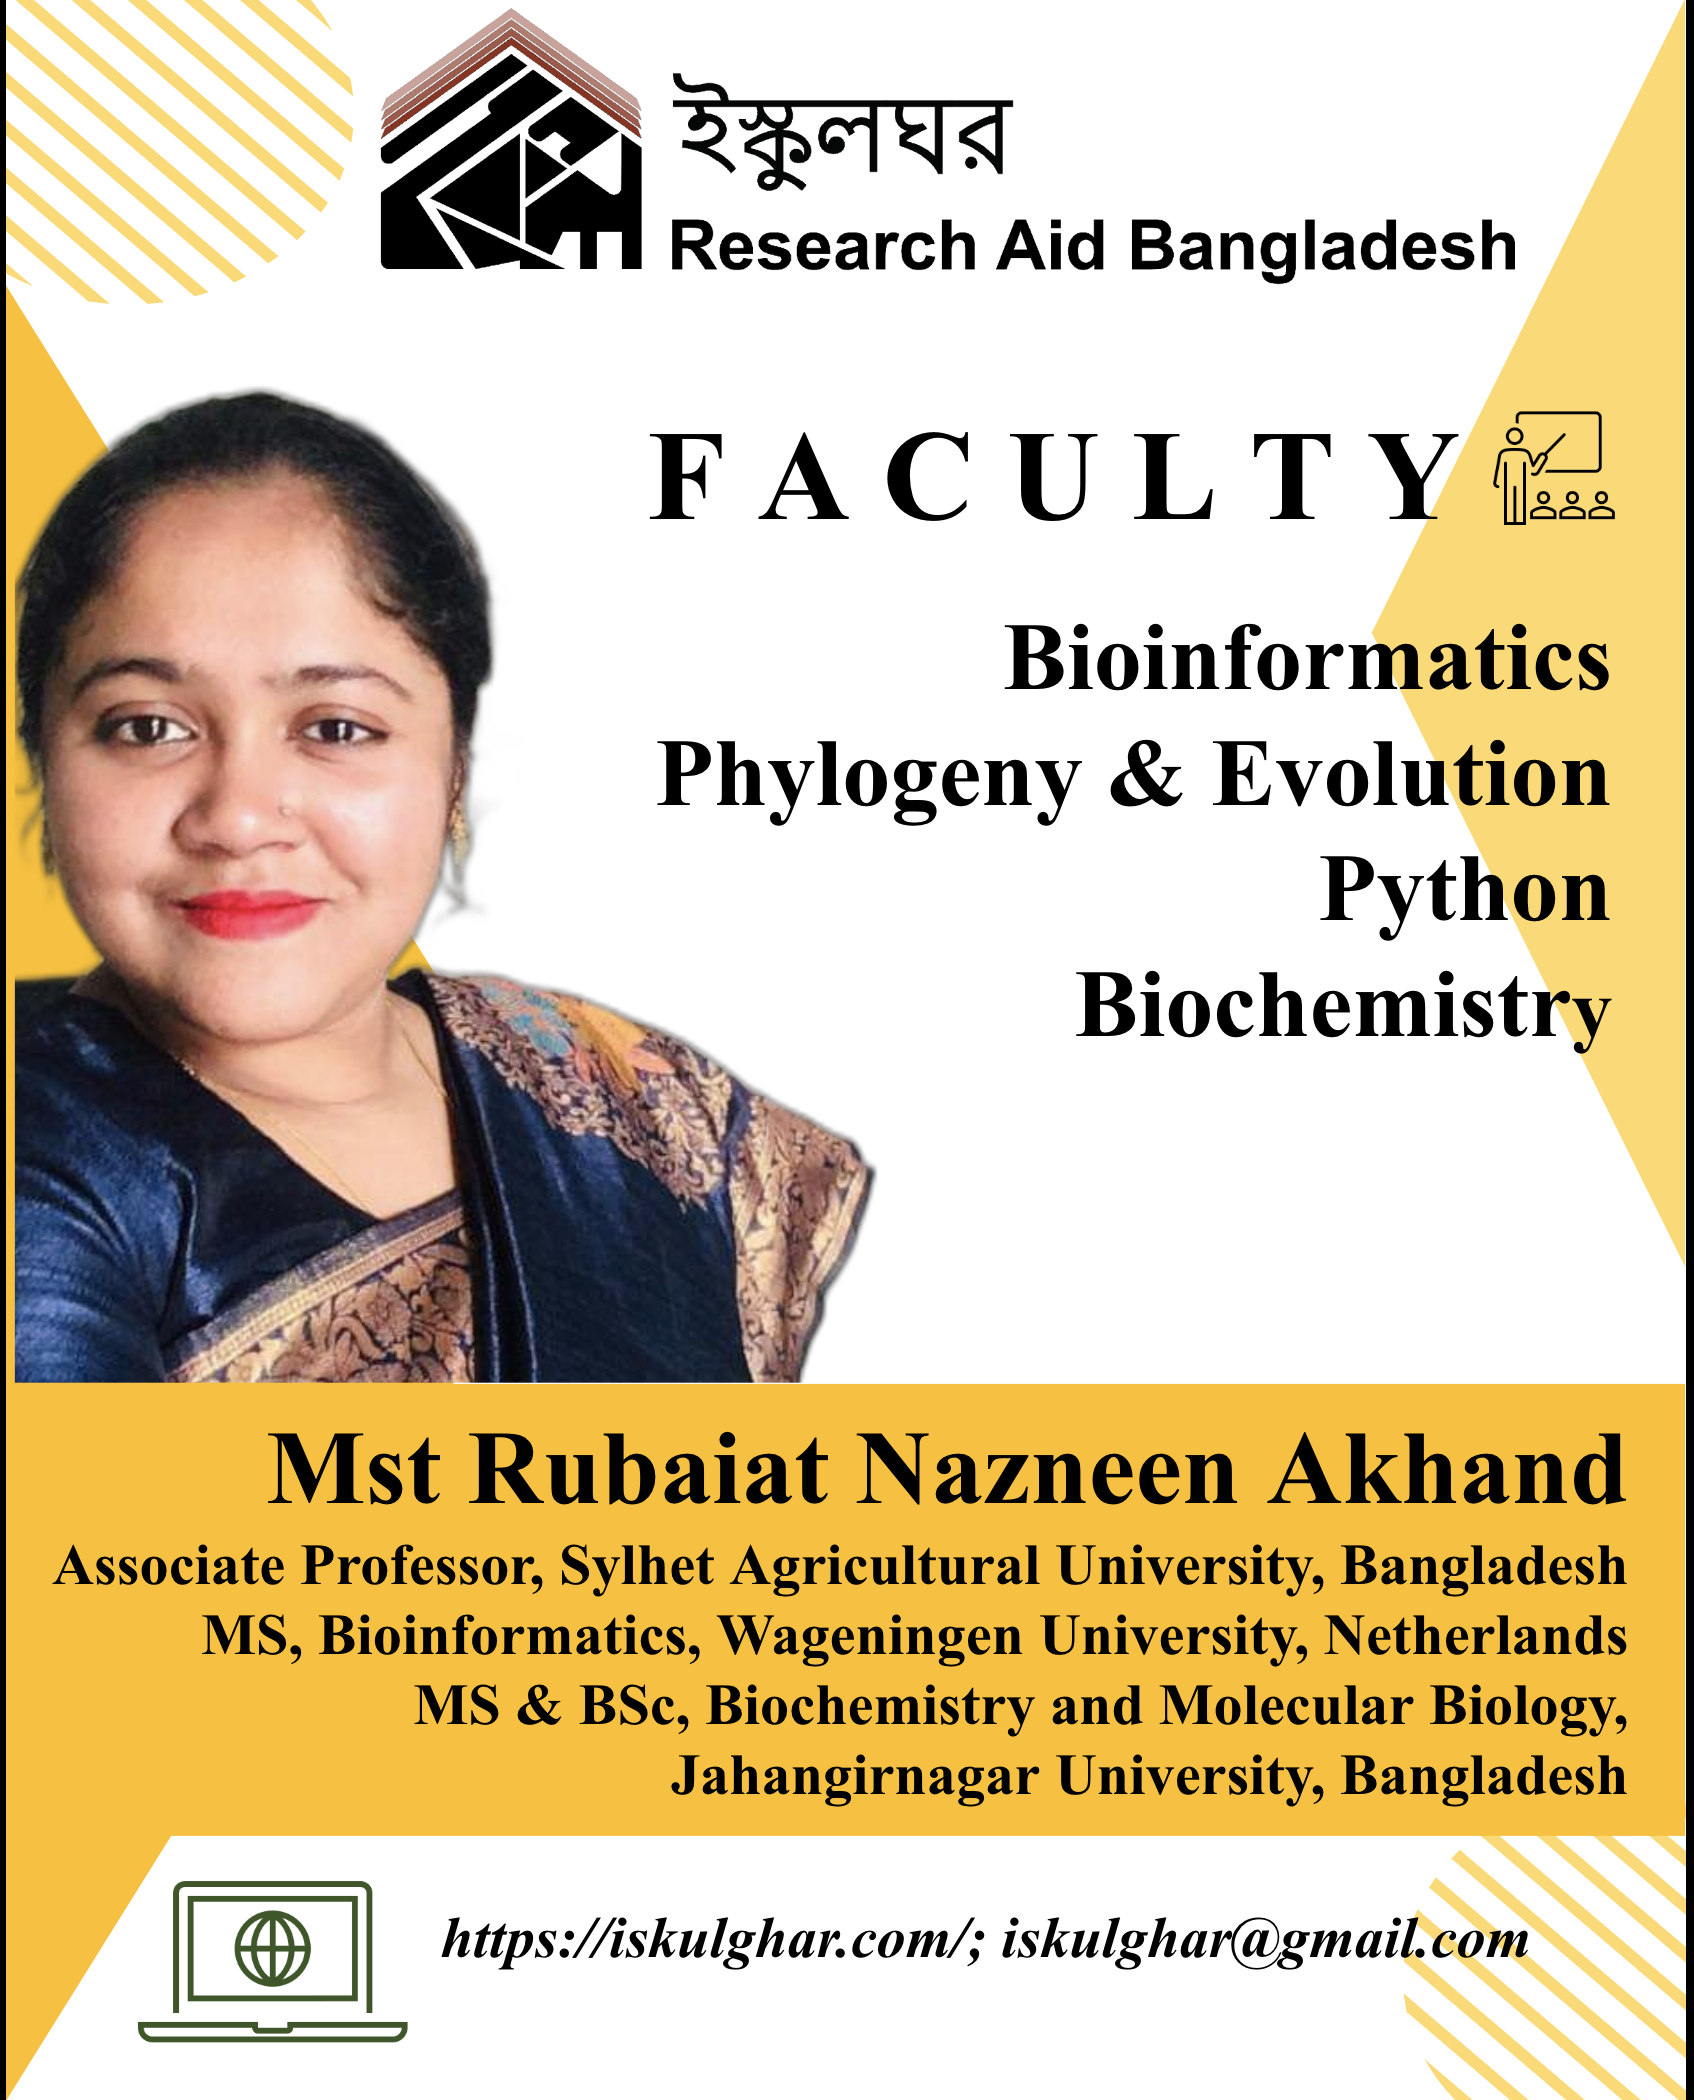 ইস্কুলঘর
Research Aid Bangladesh
FACULTY
Bioinformatics
Phylogeny & Evolution
Python
Biochemistry
Mst Rubaiat Nazneen Akhand
Associate Professor, Sylhet Agricultural University, Bangladesh
MS, Bioinformatics, Wageningen University, Netherlands
MS & BSc, Biochemistry and Molecular Biology,
Jahangirnagar University, Bangladesh
https://iskulghar.com/; iskulghar@gmail.com